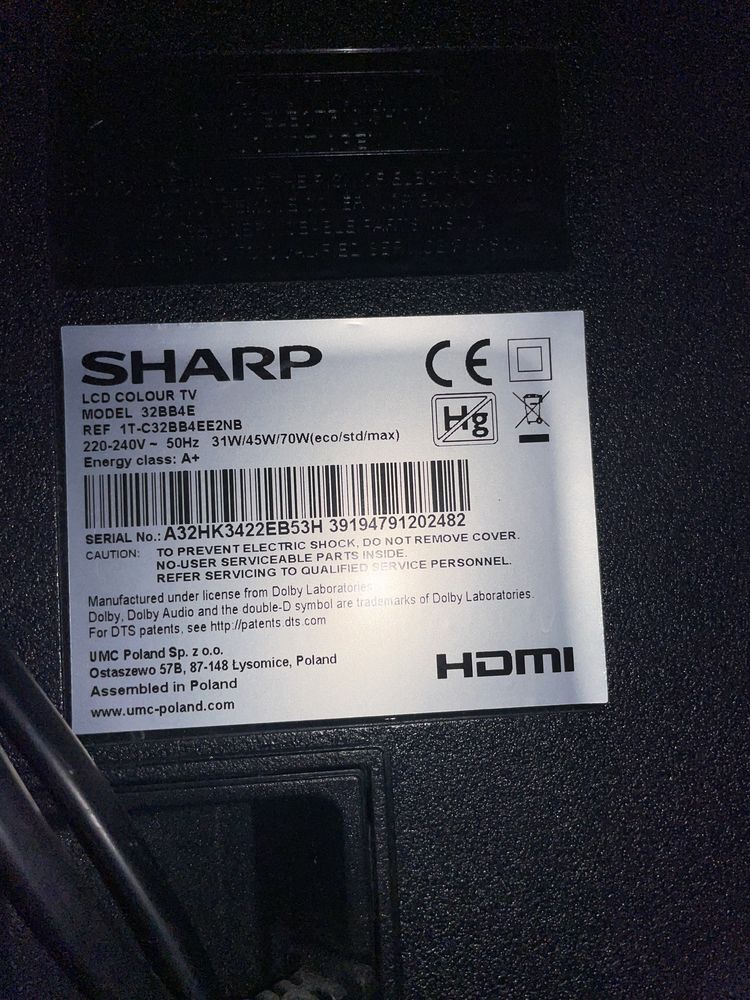 SHARP
LCD COLOUR TV
MODEL 32BB4E
REF 1T-C32BB4EE2NB
220-240V ~ 50Hz 31W/45W/70W(eco/std/max)
Energy class: A+
CE
Hg
SERIAL No.: A32HK3422EB53H 39194791202482
CAUTION: TO PREVENT ELECTRIC SHOCK, DO NOT REMOVE COVER.
NO-USER SERVICEABLE PARTS INSIDE.
REFER SERVICING TO QUALIFIED SERVICE PERSONNEL.
Manufactured under license from Dolby Laboratories
Dolby, Dolby Audio and the double-D symbol are trademarks of Dolby Laboratories.
For DTS patents, see http://patents.dts.com
UMC Poland Sp. z o.o.
Ostaszewo 57B, 87-148 Łysomice, Poland
Assembled in Poland
www.umc-poland.com
HDMI